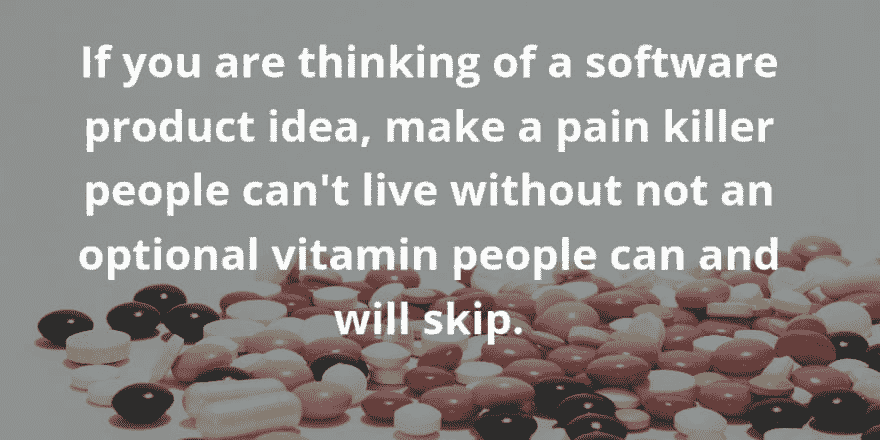 If you are thinking of a software
product idea, make a pain killer
people can't live without not an
optional vitamin people can and
will skip.